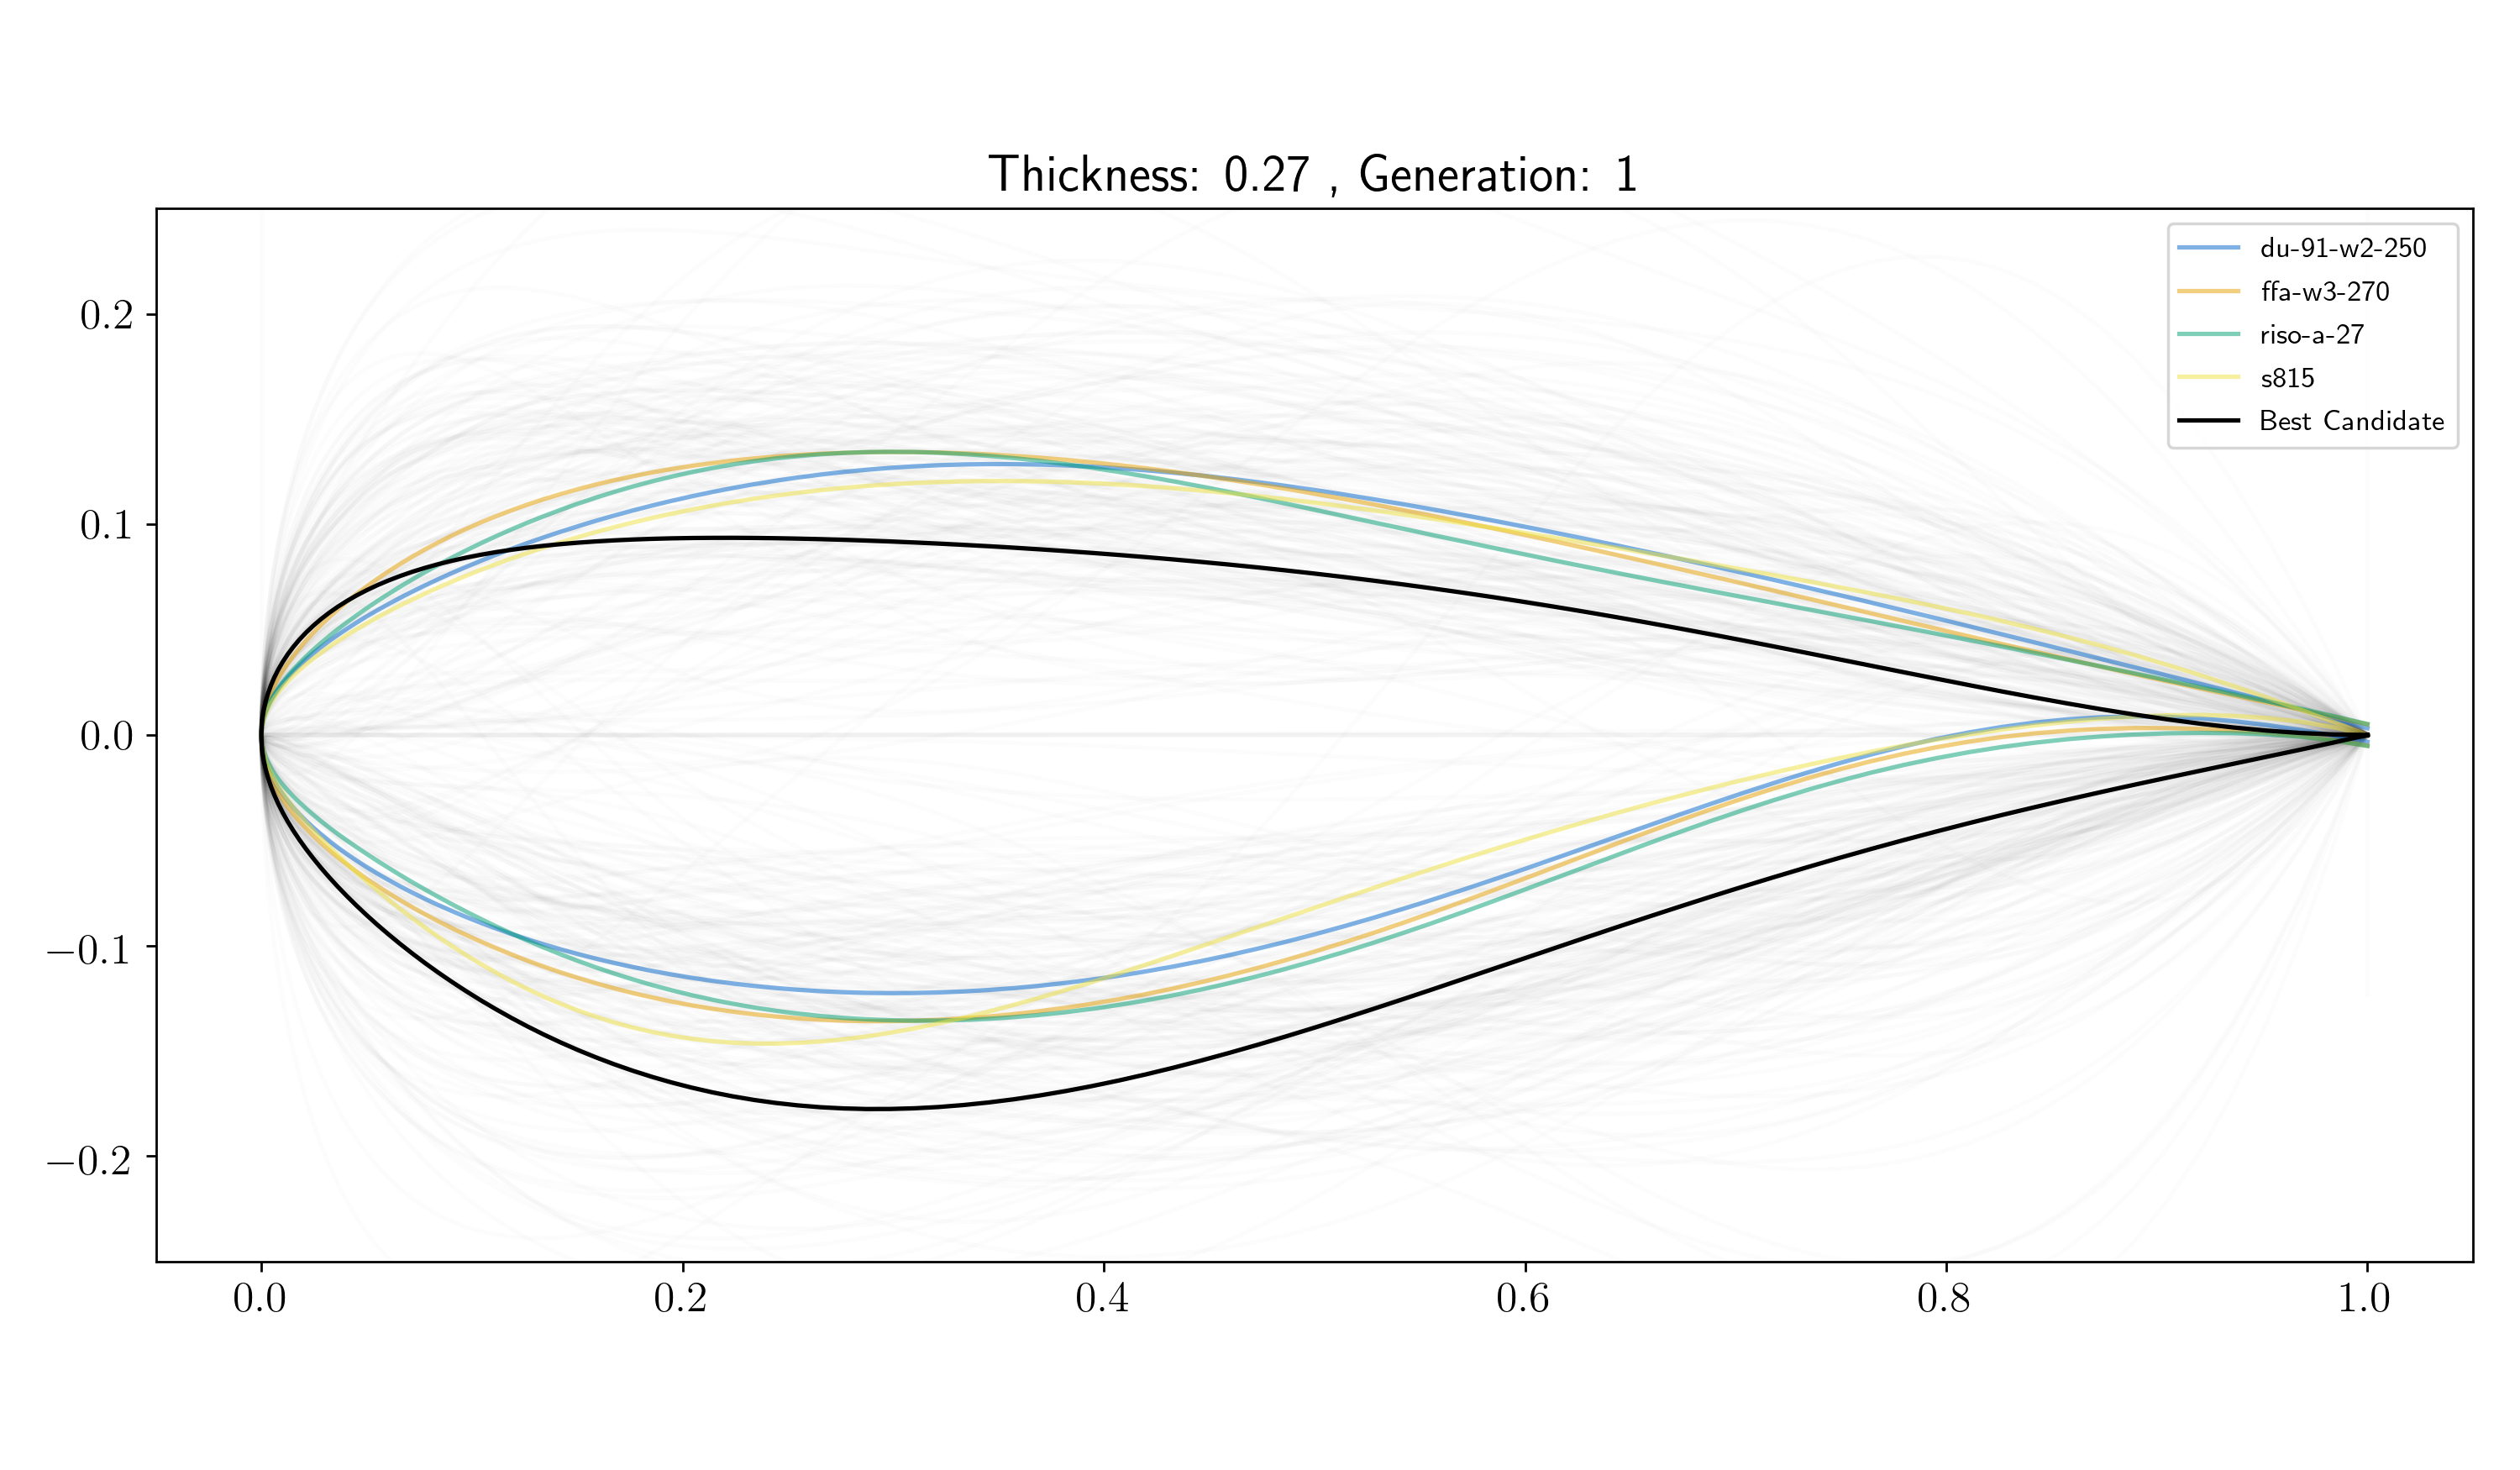 Thickness: 0.27 , Generation: 1
du-91-w2-250
ffa-w3-270
riso-a-27
s815
Best Candidate
0.2
0.1
0.0
−0.1
−0.2
0.0 0.2 0.4 0.6 0.8 1.0